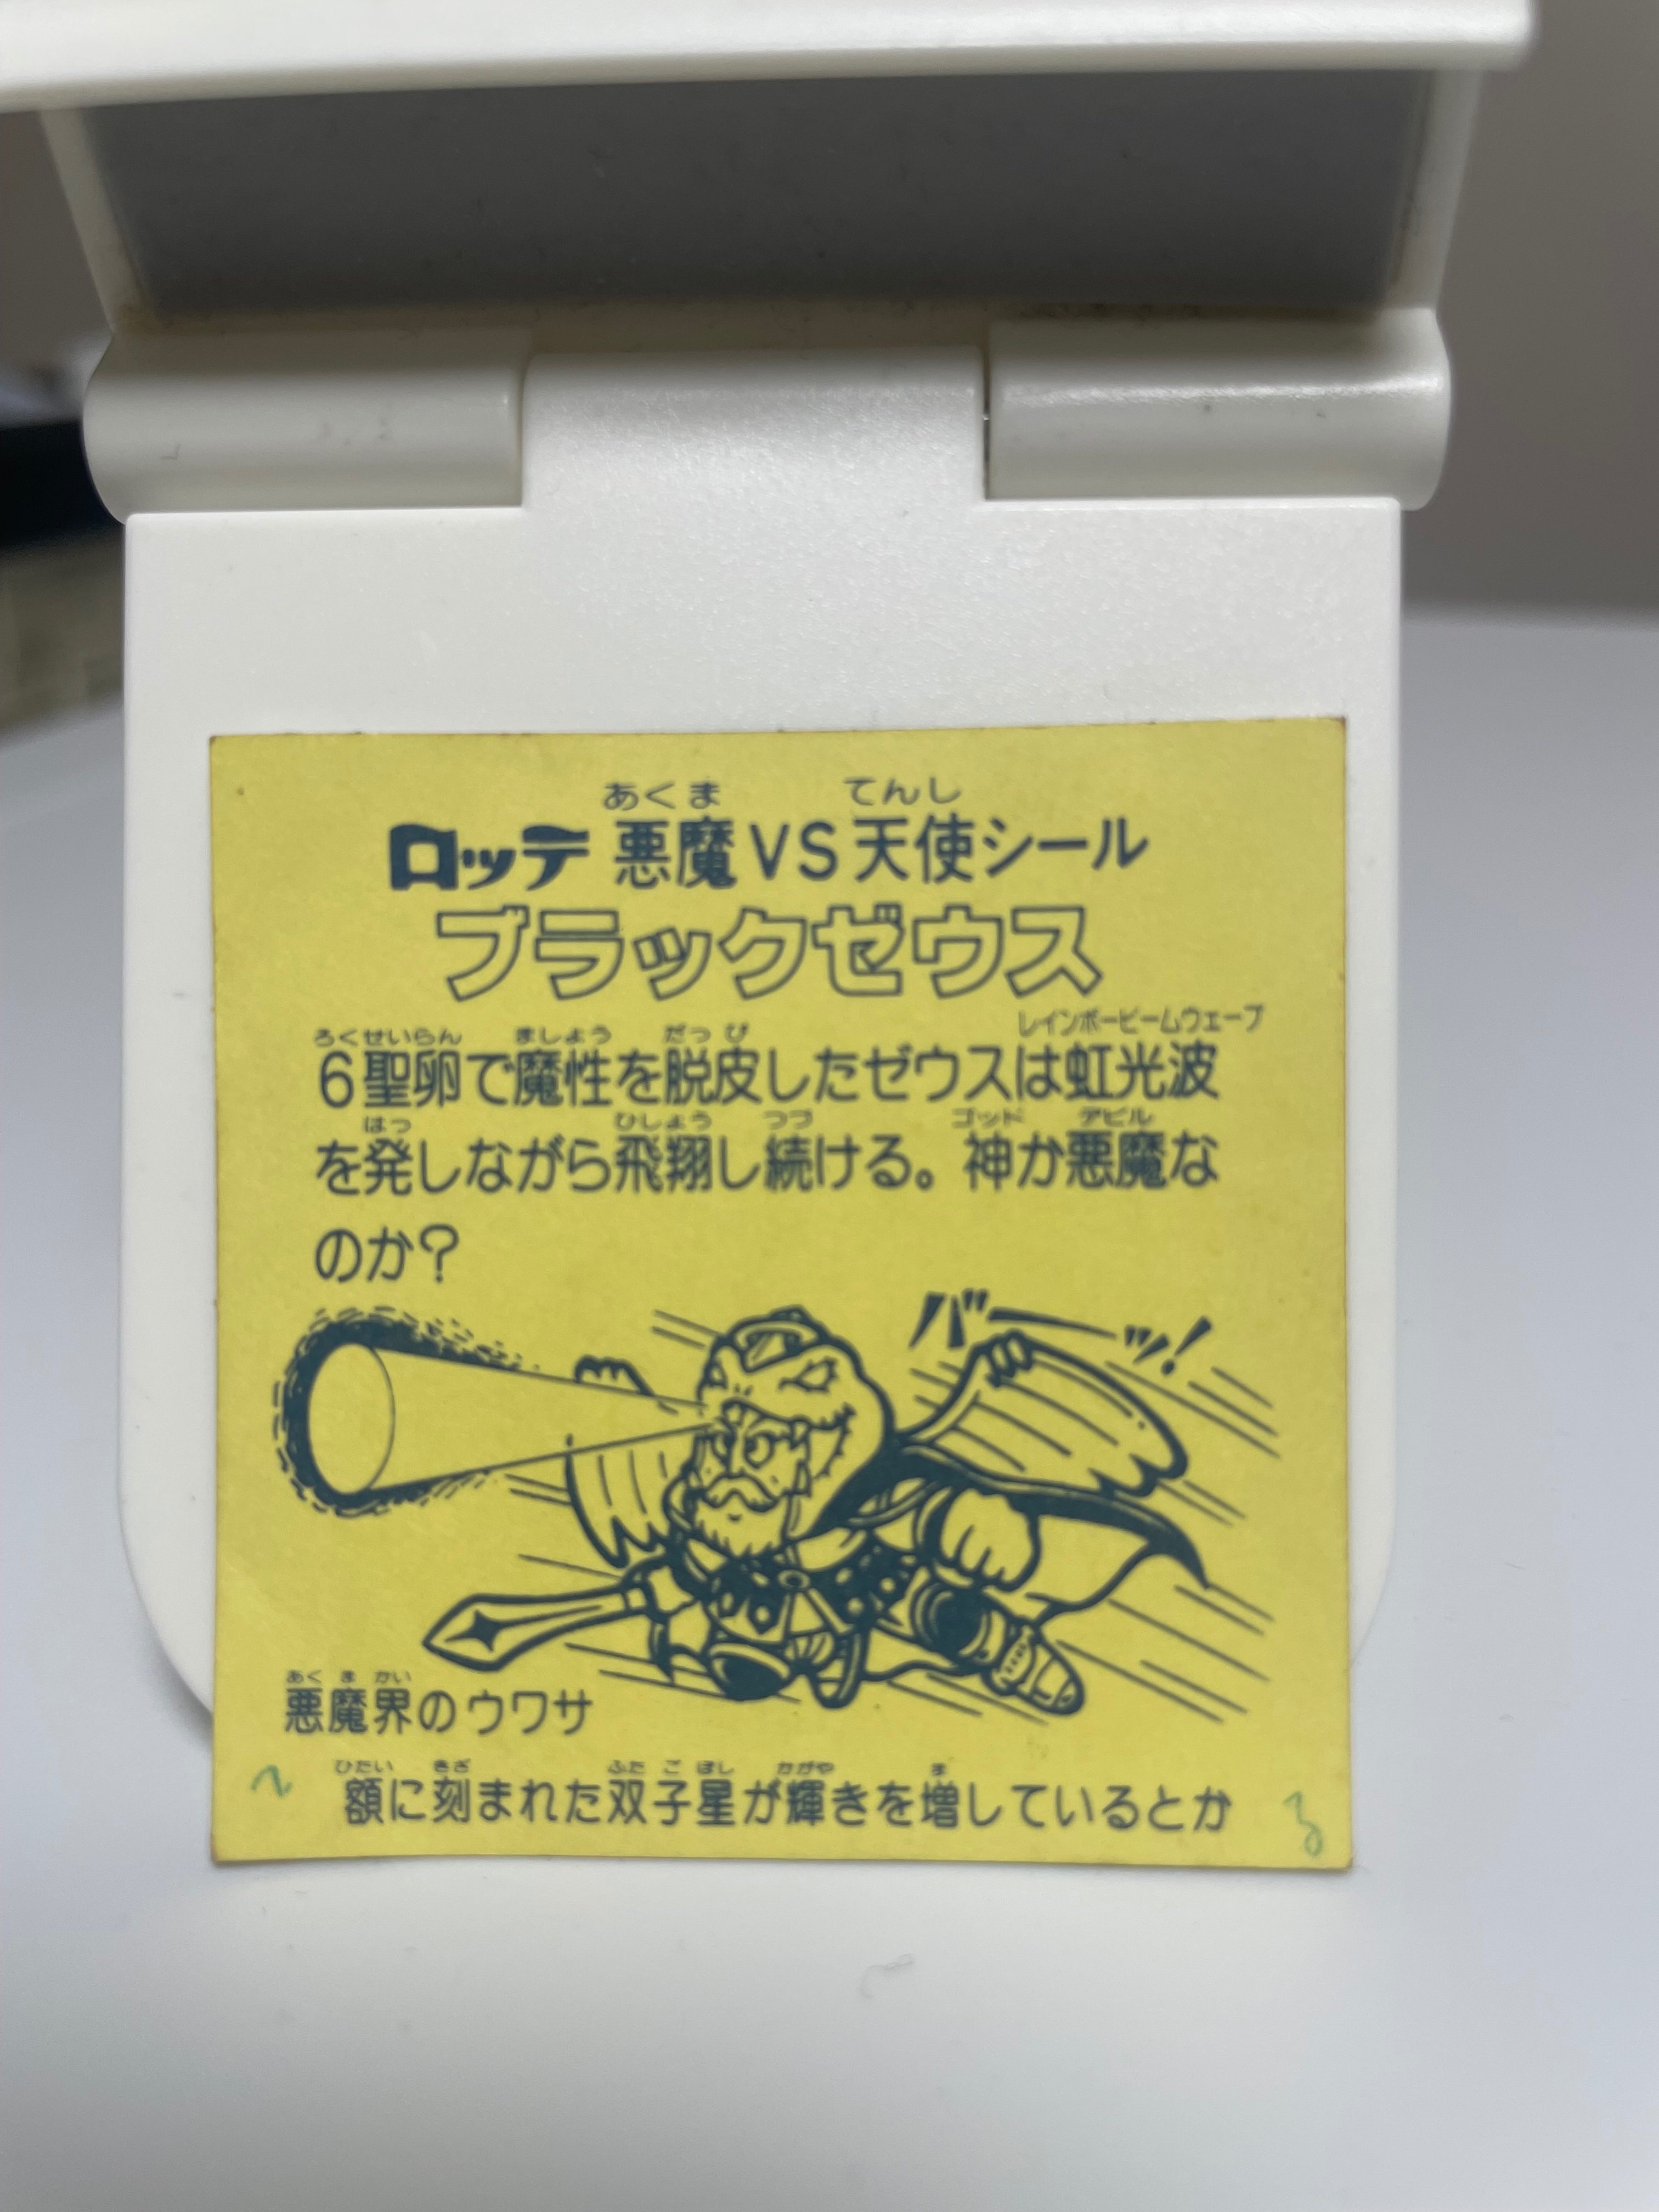 あくま てんし
ロッテ 悪魔VS天使シール
ブラックゼウス
ろくせいらん ましょう だっぴ レインボービームウェーブ
6聖卵で魔性を脱皮したゼウスは虹光波
はっ ひしょう つづ ゴッド デビル
を発しながら飛翔し続ける。神か悪魔な
のか?
バーッ!
あくまかい
悪魔界のウワサ
ひたい きざ ふたごぼし かがや ま
額に刻まれた双子星が輝きを増しているとか